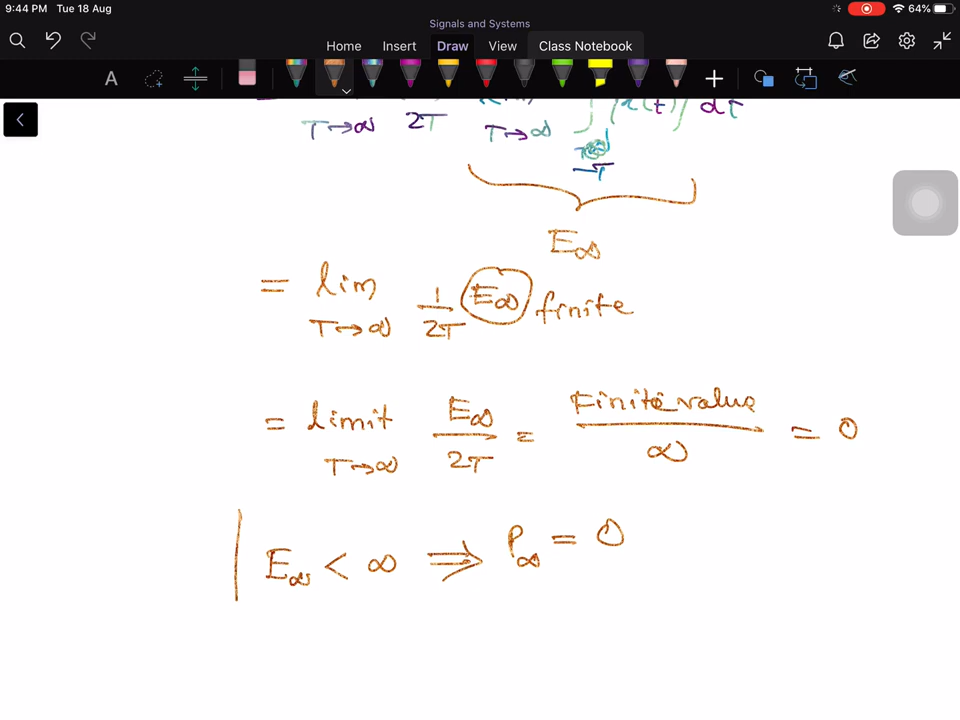 9:44 PM Tue 18 Aug 64%
Signals and Systems
Home Insert Draw View Class Notebook
A
T→∞ 2T T→∞ ∫ |x(t)| dt
-T
E∞
= lim 1/2T E∞ finite
T→∞
= limit E∞/2T = Finite value/∞ = 0
T→∞
E∞ < ∞ ⇒ P∞ = 0